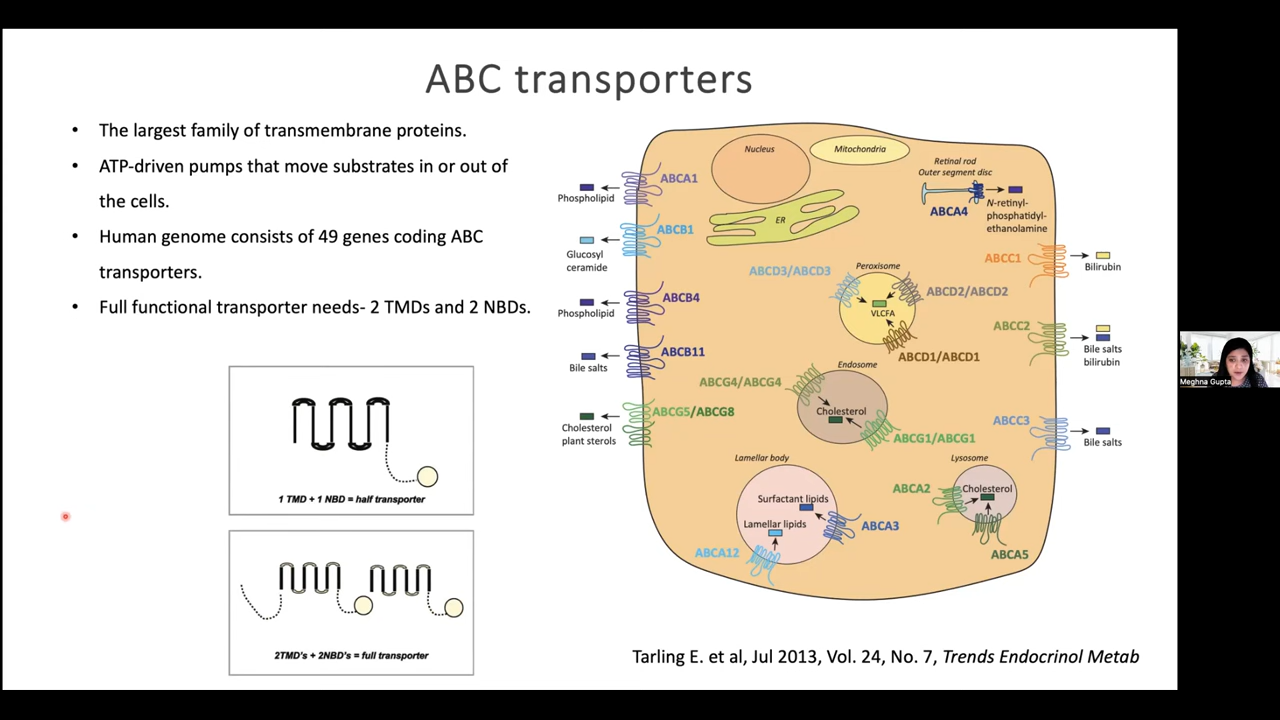 ABC transporters
• The largest family of transmembrane proteins.
• ATP-driven pumps that move substrates in or out of
the cells.
• Human genome consists of 49 genes coding ABC
transporters.
• Full functional transporter needs- 2 TMDs and 2 NBDs.
1 TMD + 1 NBD = half transporter
2TMD's + 2NBD's = full transporter
Nucleus
Mitochondria
ER
Retinal rod
Outer segment disc
ABCA4
N-retinyl-
phosphatidyl-
ethanolamine
ABCA1
Phospholipid
ABCB1
Glucosyl
ceramide
ABCB4
Phospholipid
ABCB11
Bile salts
ABCG5/ABCG8
Cholesterol
plant sterols
Peroxisome
ABCD3/ABCD3
ABCD2/ABCD2
VLCFA
ABCD1/ABCD1
Endosome
ABCG4/ABCG4
Cholesterol
ABCG1/ABCG1
Lamellar body
Surfactant lipids
Lamellar lipids
ABCA3
ABCA12
Lysosome
ABCA2
Cholesterol
ABCA5
ABCC1
Bilirubin
ABCC2
Bile salts
bilirubin
ABCC3
Bile salts
Tarling E. et al, Jul 2013, Vol. 24, No. 7, Trends Endocrinol Metab
Meghna Gupta